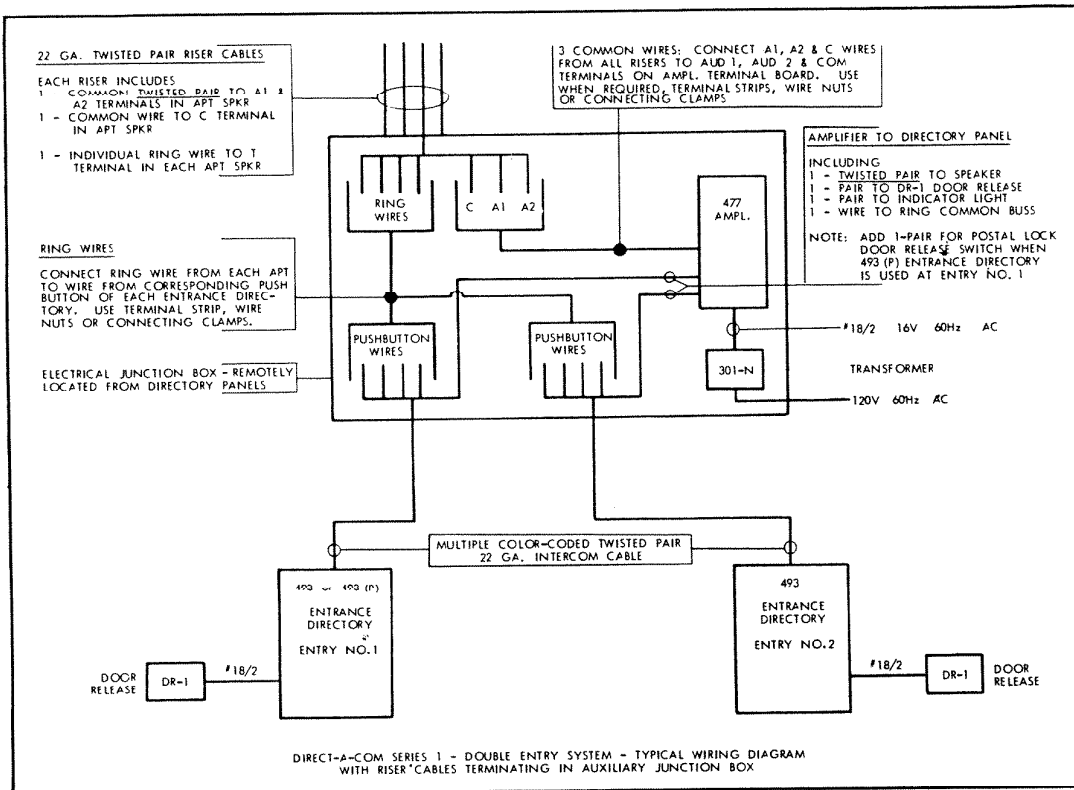 22 GA. TWISTED PAIR RISER CABLES
EACH RISER INCLUDES
1 - COMMON TWISTED PAIR TO A1 &
A2 TERMINALS IN APT SPKR
1 - COMMON WIRE TO C TERMINAL
IN APT SPKR
1 - INDIVIDUAL RING WIRE TO T
TERMINAL IN EACH APT SPKR
3 COMMON WIRES: CONNECT A1, A2 & C WIRES
FROM ALL RISERS TO AUD 1, AUD 2 & COM
TERMINALS ON AMPL. TERMINAL BOARD. USE
WHEN REQUIRED, TERMINAL STRIPS, WIRE NUTS
OR CONNECTING CLAMPS
AMPLIFIER TO DIRECTORY PANEL
INCLUDING
1 - TWISTED PAIR TO SPEAKER
1 - PAIR TO DR-1 DOOR RELEASE
1 - PAIR TO INDICATOR LIGHT
1 - WIRE TO RING COMMON BUSS
NOTE: ADD 1-PAIR FOR POSTAL LOCK
DOOR RELEASE SWITCH WHEN
493 (P) ENTRANCE DIRECTORY
IS USED AT ENTRY NO. 1
RING
WIRES
C A1 A2
477
AMPL.
RING WIRES
CONNECT RING WIRE FROM EACH APT
TO WIRE FROM CORRESPONDING PUSH
BUTTON OF EACH ENTRANCE DIREC-
TORY. USE TERMINAL STRIP, WIRE
NUTS OR CONNECTING CLAMPS.
PUSHBUTTON
WIRES
PUSHBUTTON
WIRES
#18/2 16V 60Hz AC
301-N
TRANSFORMER
120V 60Hz AC
ELECTRICAL JUNCTION BOX - REMOTELY
LOCATED FROM DIRECTORY PANELS
MULTIPLE COLOR-CODED TWISTED PAIR
22 GA. INTERCOM CABLE
493 or 493 (P)
ENTRANCE
DIRECTORY
ENTRY NO.1
493
ENTRANCE
DIRECTORY
ENTRY NO.2
DOOR
RELEASE
DR-1
#18/2
#18/2
DR-1
DOOR
RELEASE
DIRECT-A-COM SERIES 1 - DOUBLE ENTRY SYSTEM - TYPICAL WIRING DIAGRAM
WITH RISER CABLES TERMINATING IN AUXILIARY JUNCTION BOX